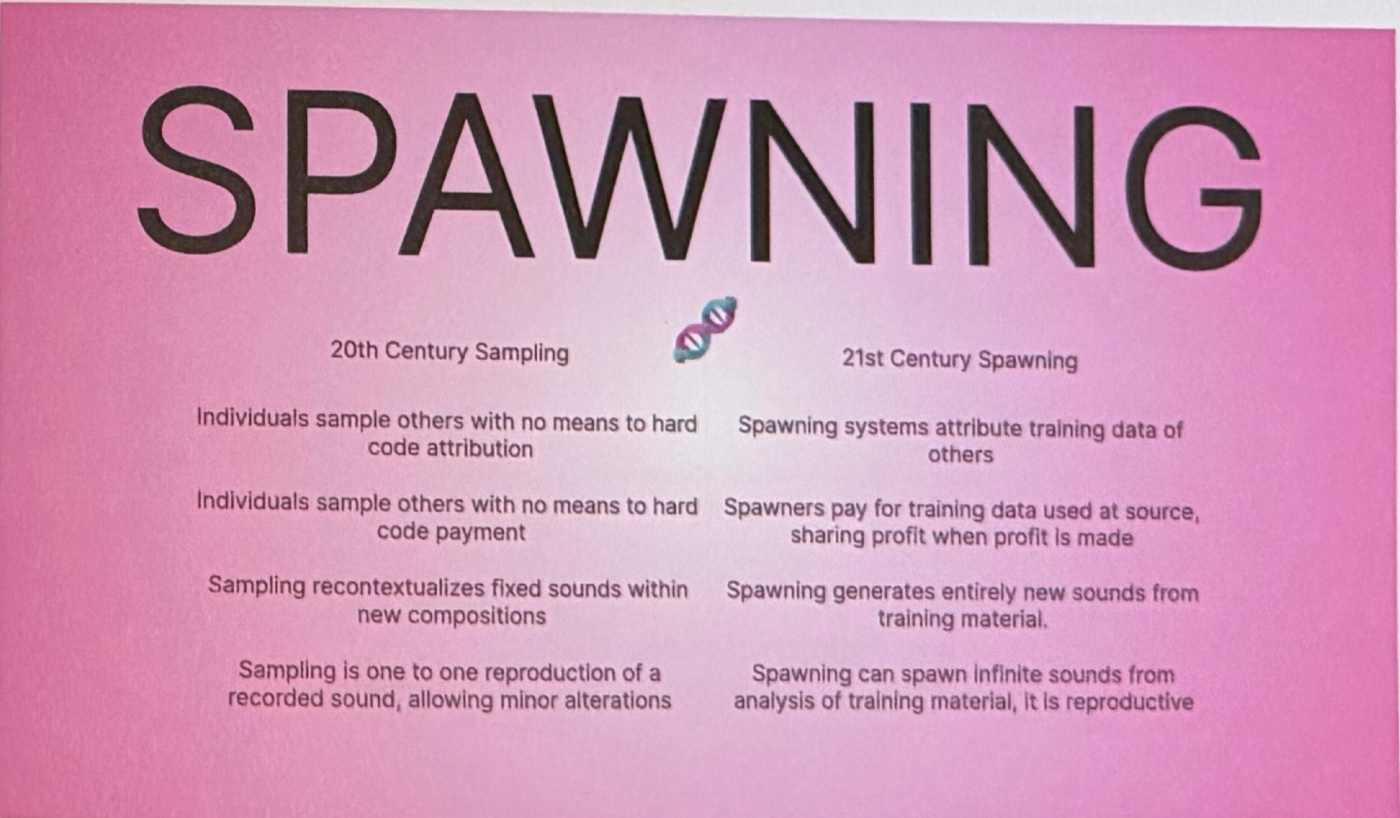 SPAWNING
20th Century Sampling
Individuals sample others with no means to hard
code attribution
Individuals sample others with no means to hard
code payment
Sampling recontextualizes fixed sounds within
new compositions
Sampling is one to one reproduction of a
recorded sound, allowing minor alterations
21st Century Spawning
Spawning systems attribute training data of
others
Spawners pay for training data used at source,
sharing profit when profit is made
Spawning generates entirely new sounds from
training material.
Spawning can spawn infinite sounds from
analysis of training material, it is reproductive